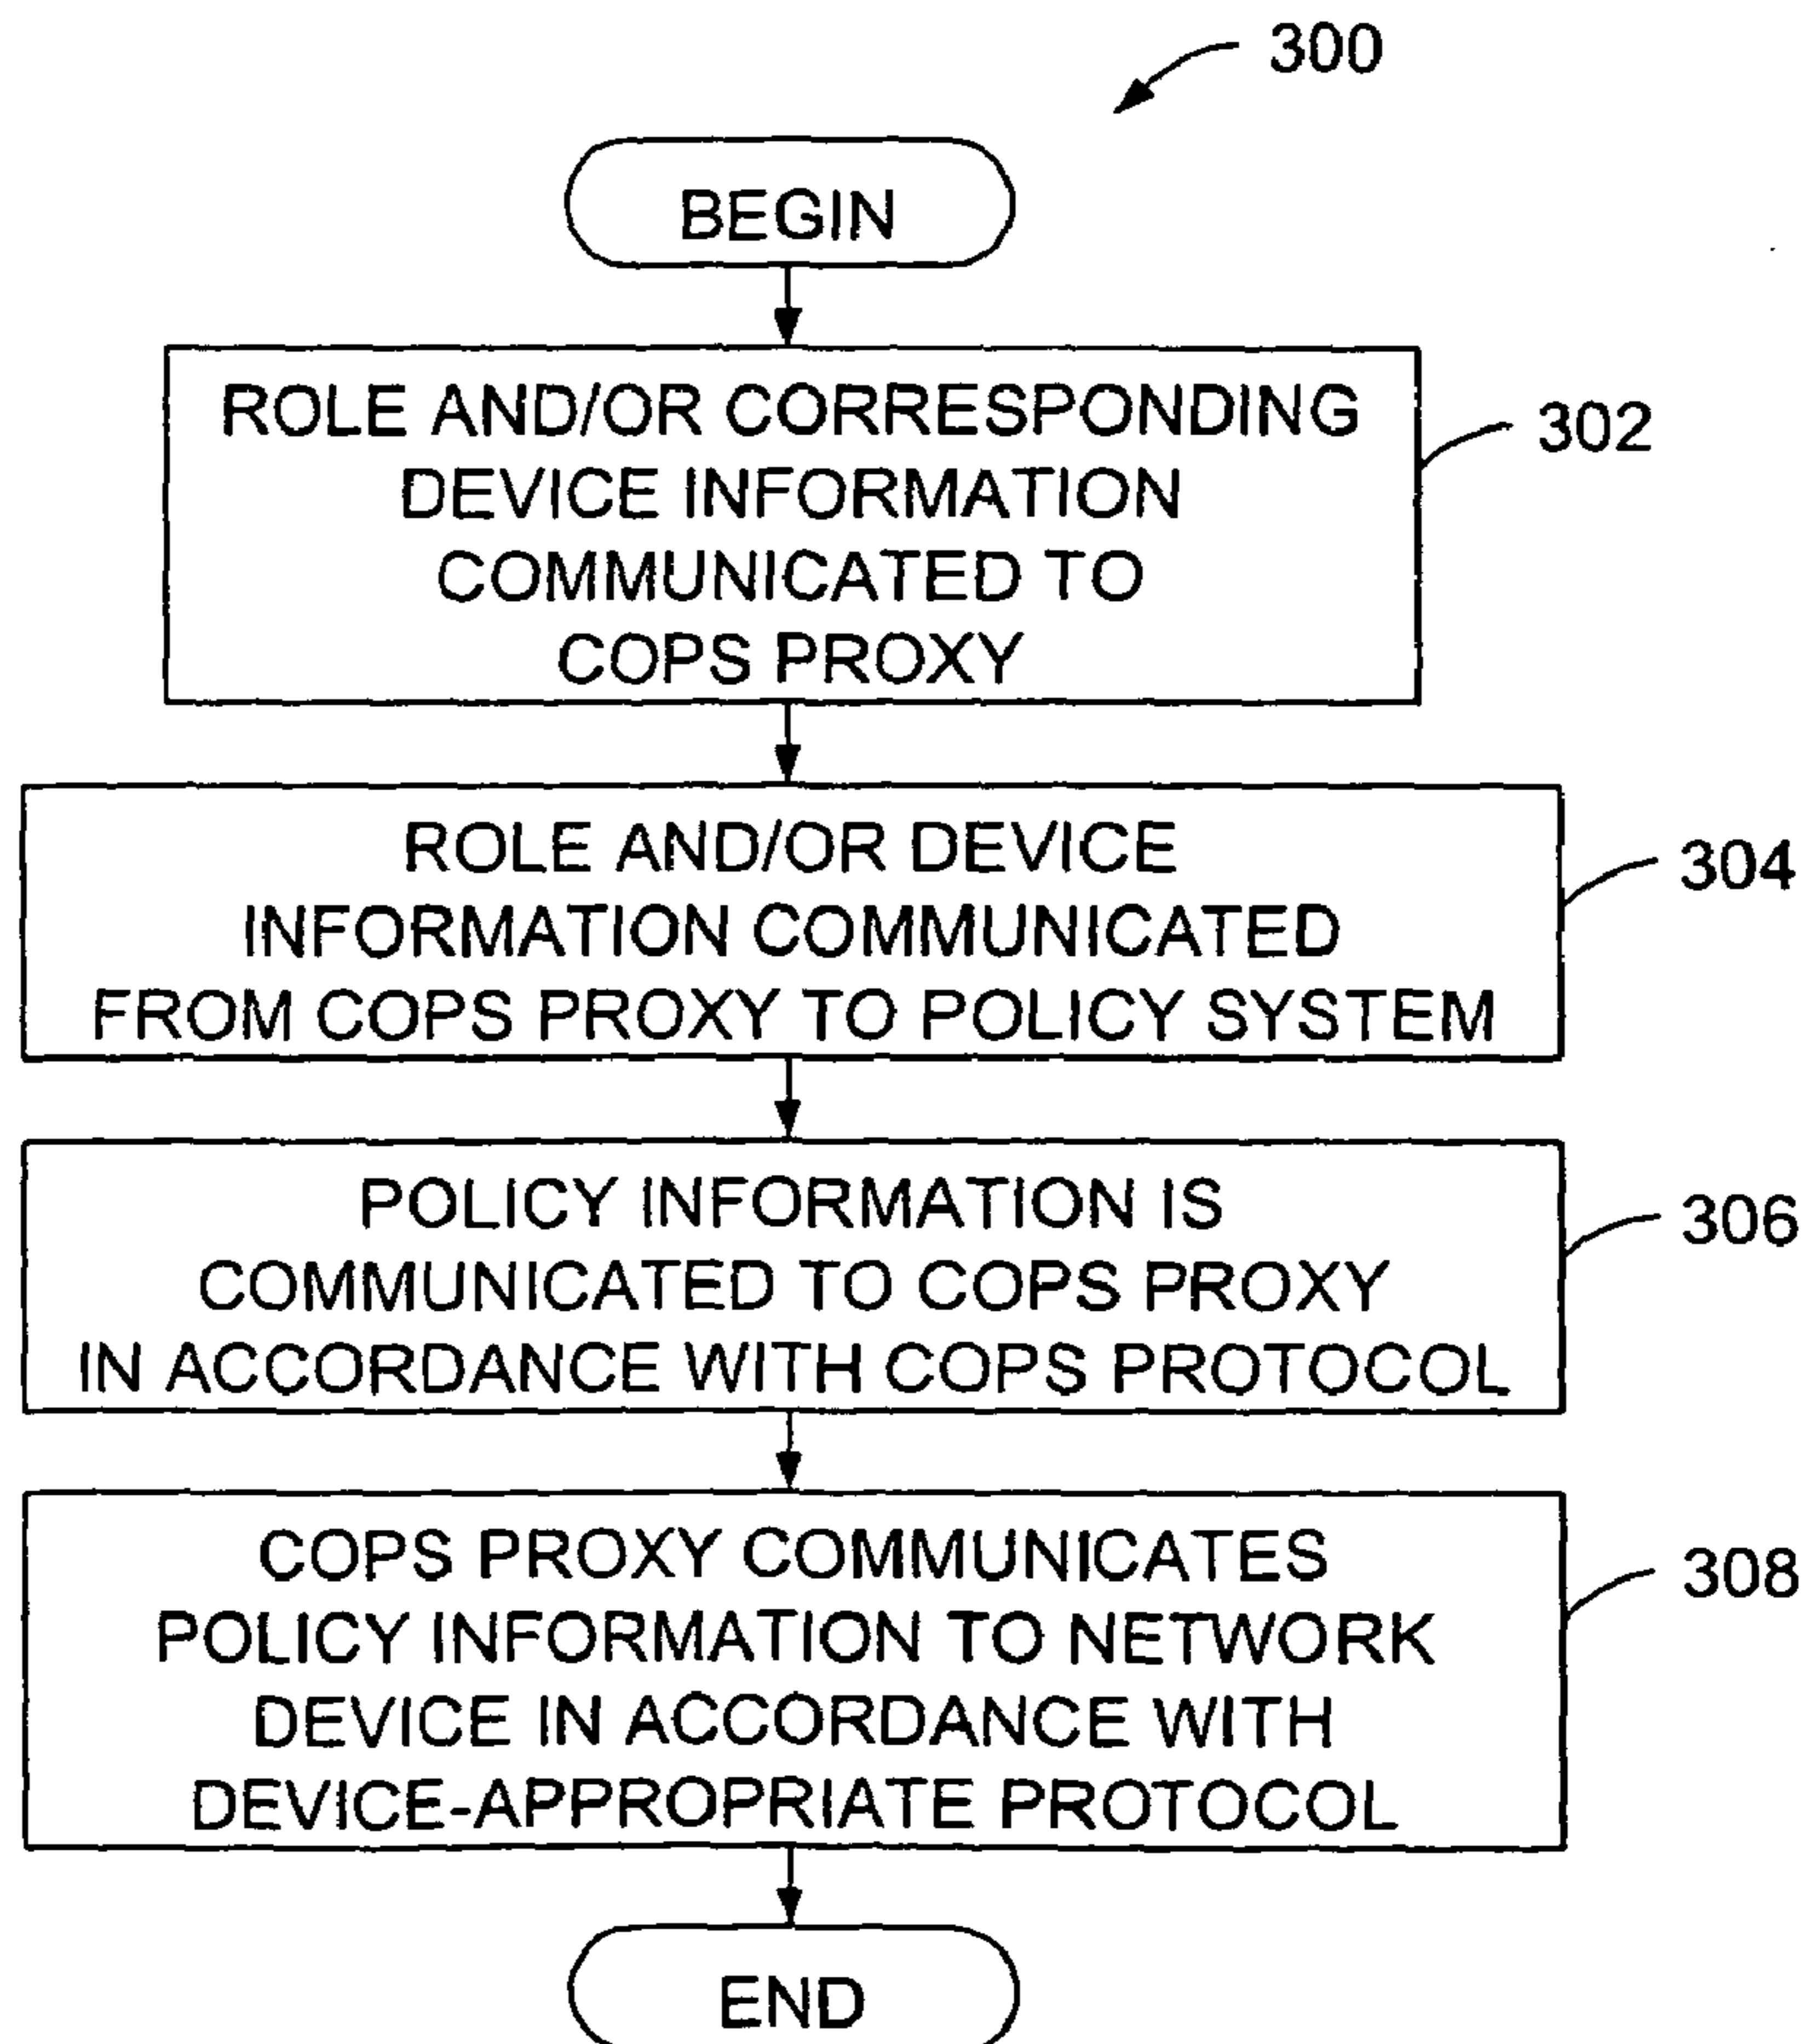 300
BEGIN
ROLE AND/OR CORRESPONDING
DEVICE INFORMATION
COMMUNICATED TO
COPS PROXY
302
ROLE AND/OR DEVICE
INFORMATION COMMUNICATED
FROM COPS PROXY TO POLICY SYSTEM
304
POLICY INFORMATION IS
COMMUNICATED TO COPS PROXY
IN ACCORDANCE WITH COPS PROTOCOL
306
COPS PROXY COMMUNICATES
POLICY INFORMATION TO NETWORK
DEVICE IN ACCORDANCE WITH
DEVICE-APPROPRIATE PROTOCOL
308
END